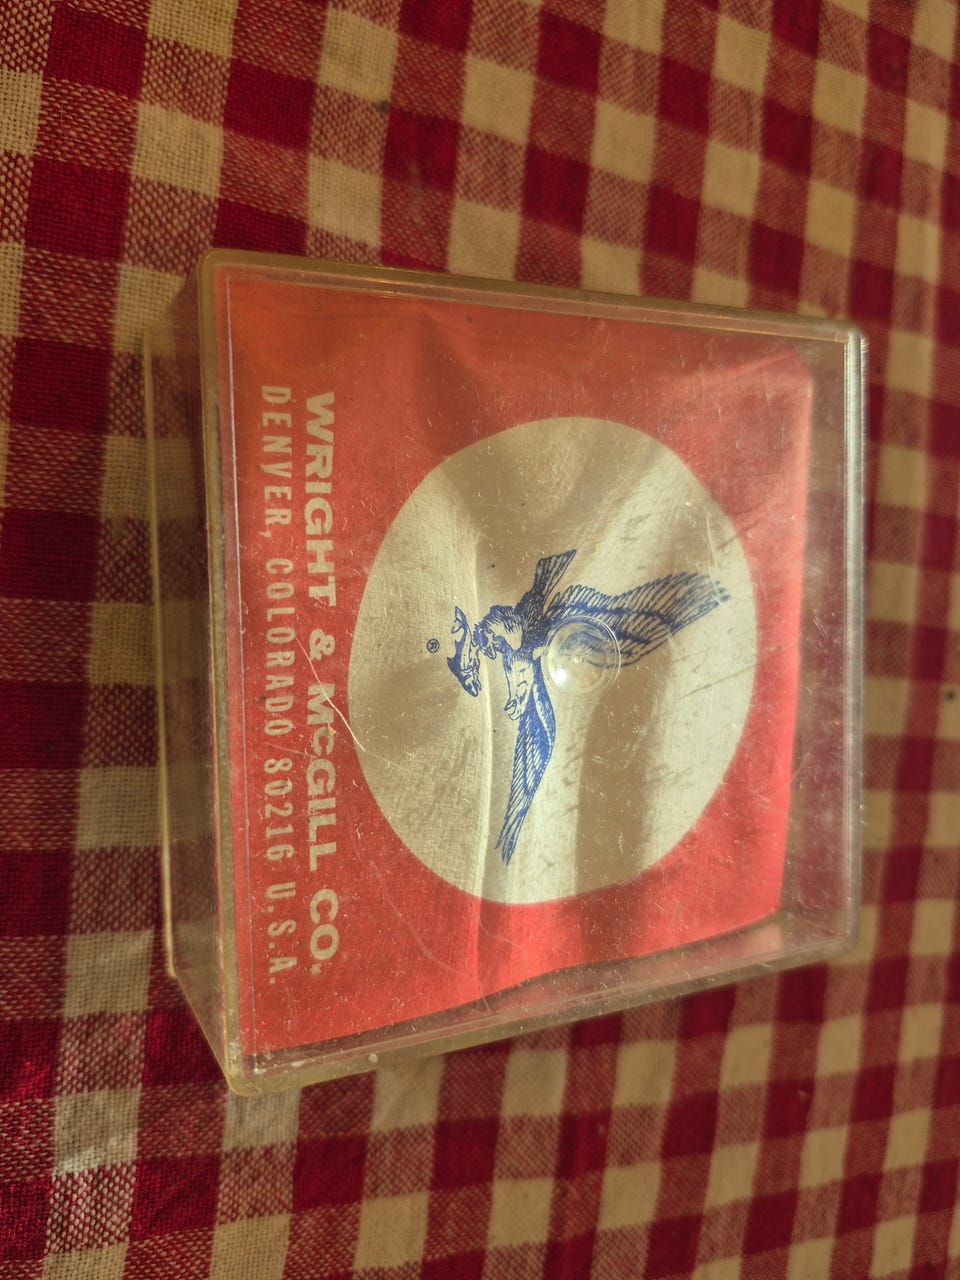 ®
WRIGHT & McGILL CO.
DENVER, COLORADO 80216 U.S.A.